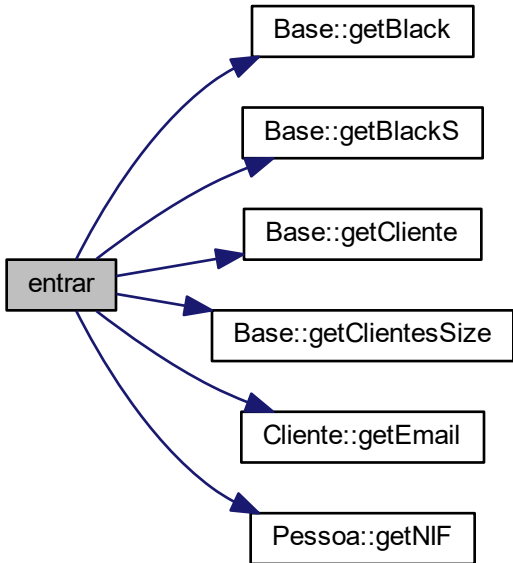 Base::getBlack
Base::getBlackS
Base::getCliente
entrar
Base::getClientesSize
Cliente::getEmail
Pessoa::getNIF